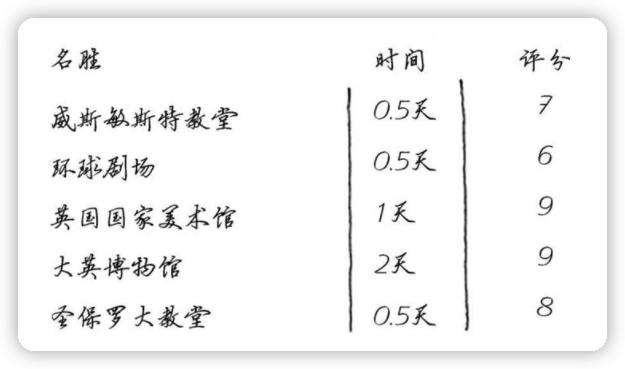 名胜 时间 评分
威斯敏斯特教堂 0.5天 7
环球剧场 0.5天 6
英国国家美术馆 1天 9
大英博物馆 2天 9
圣保罗大教堂 0.5天 8